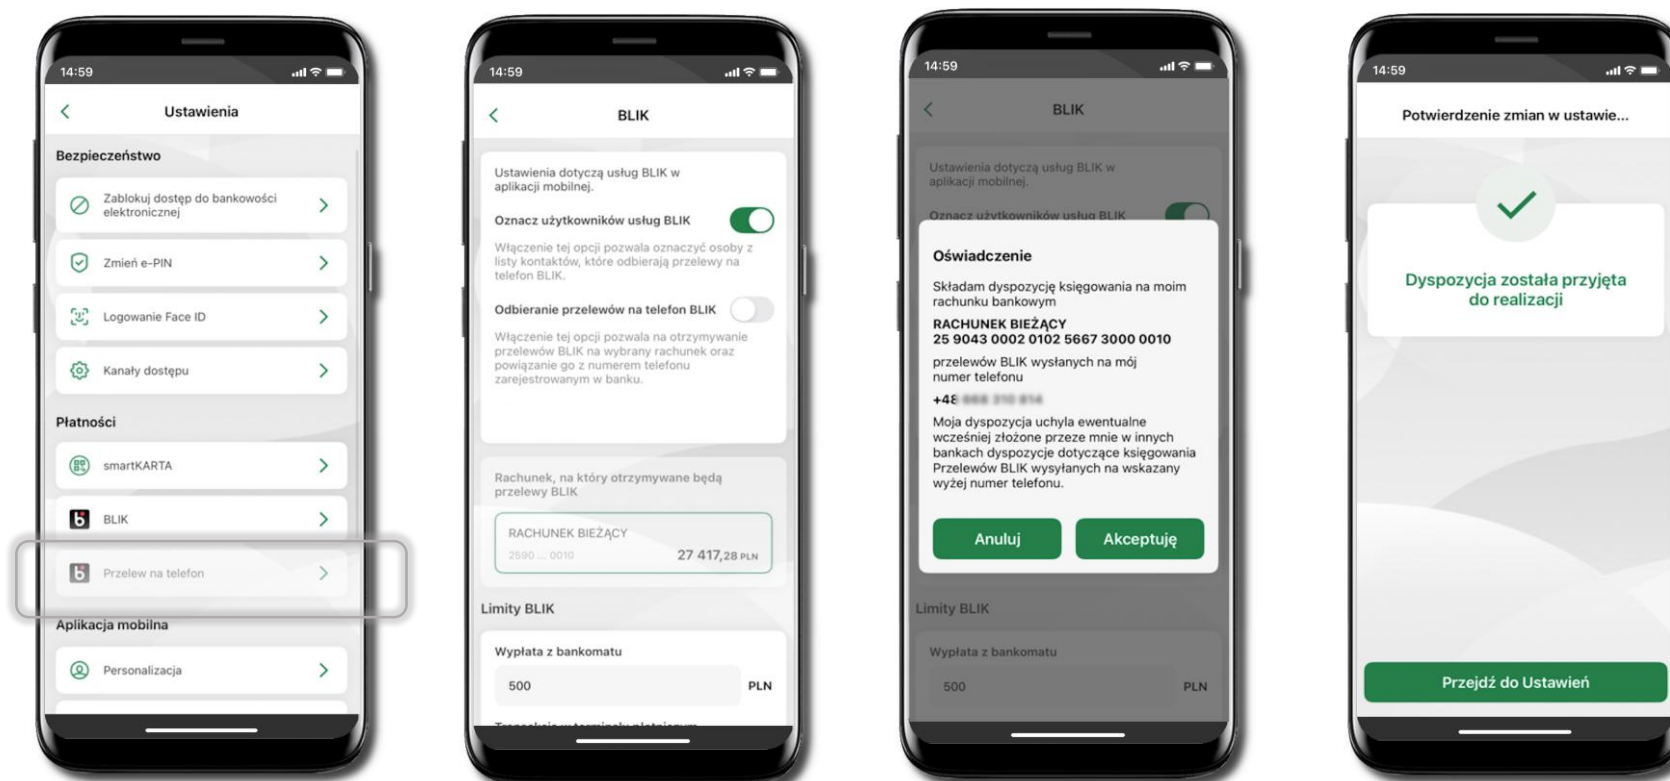 14:59
Ustawienia
Bezpieczeństwo
Zablokuj dostęp do bankowości
elektronicznej
Zmień e-PIN
Logowanie Face ID
Kanały dostępu
Płatności
smartKARTA
BLIK
Przelew na telefon
Aplikacja mobilna
Personalizacja
14:59
BLIK
Ustawienia dotyczą usług BLIK w
aplikacji mobilnej.
Oznacz użytkowników usług BLIK
Włączenie tej opcji pozwala oznaczyć osoby z
listy kontaktów, które odbierają przelewy na
telefon BLIK.
Odbieranie przelewów na telefon BLIK
Włączenie tej opcji pozwala na otrzymywanie
przelewów BLIK na wybrany rachunek oraz
powiązanie go z numerem telefonu
zarejestrowanym w banku.
Rachunek, na który otrzymywane będą
przelewy BLIK
RACHUNEK BIEŻĄCY
2590 ... 0010 27 417,28 PLN
Limity BLIK
Wypłata z bankomatu
500 PLN
14:59
BLIK
Ustawienia dotyczą usług BLIK w
aplikacji mobilnej.
Oznacz użytkowników usług BLIK
Oświadczenie
Składam dyspozycję księgowania na moim
rachunku bankowym
RACHUNEK BIEŻĄCY
25 9043 0002 0102 5667 3000 0010
przelewów BLIK wysłanych na mój
numer telefonu
+48
Moja dyspozycja uchyla ewentualne
wcześniej złożone przeze mnie w innych
bankach dyspozycje dotyczące księgowania
Przelewów BLIK wysyłanych na wskazany
wyżej numer telefonu.
Anuluj Akceptuję
Limity BLIK
Wypłata z bankomatu
500 PLN
14:59
Potwierdzenie zmian w ustawie...
Dyspozycja została przyjęta
do realizacji
Przejdź do Ustawień